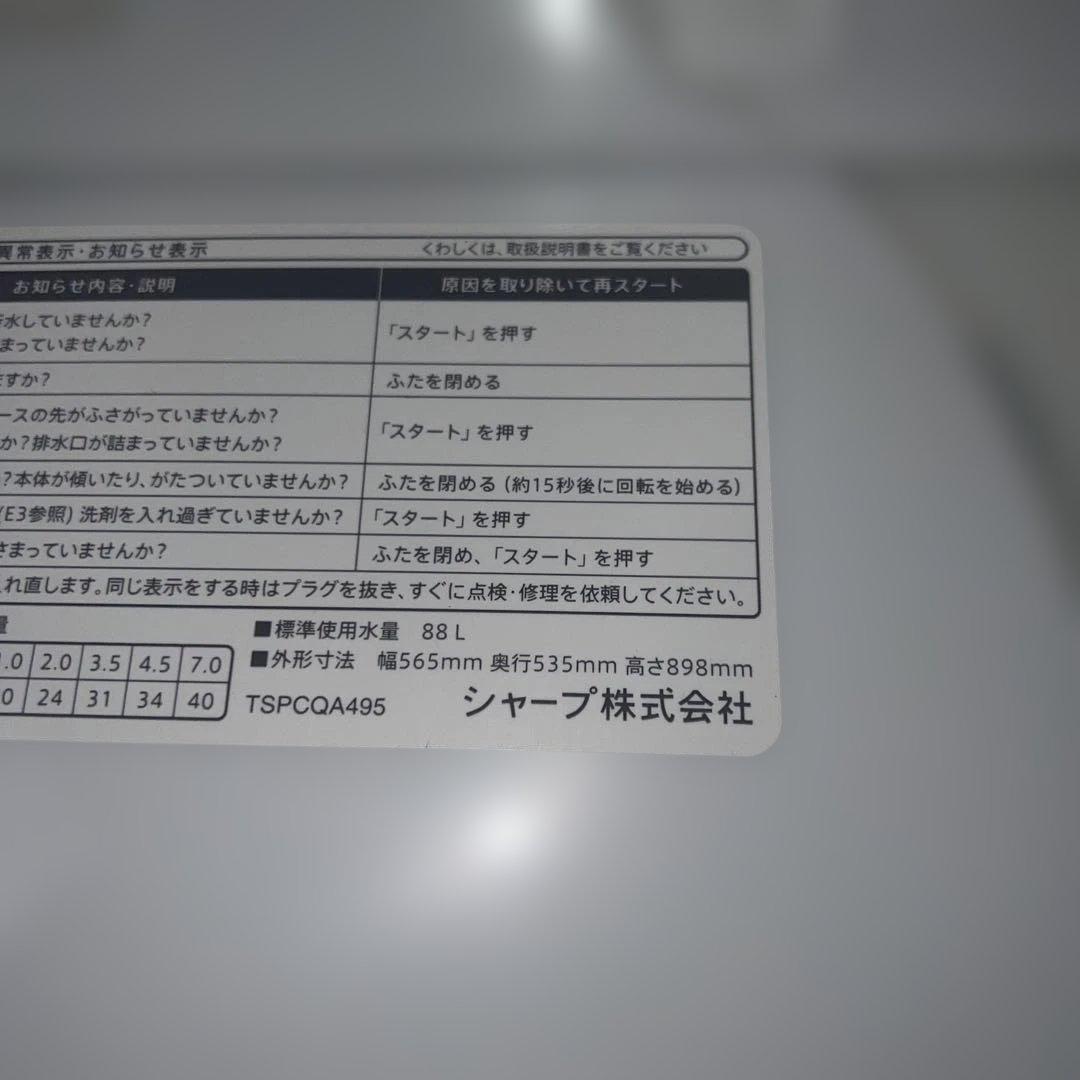 異常表示・お知らせ表示 くわしくは、取扱説明書をご覧ください
お知らせ内容・説明 原因を取り除いて再スタート
水していませんか?
まっていませんか?
「スタート」を押す
ますか? ふたを閉める
ースの先がふさがっていませんか?
か?排水口が詰まっていませんか?
「スタート」を押す
?本体が傾いたり、がたついていませんか? ふたを閉める (約15秒後に回転を始める)
(E3参照) 洗剤を入れ過ぎていませんか? 「スタート」を押す
さまっていませんか? ふたを閉め、「スタート」を押す
れ直します。同じ表示をする時はプラグを抜き、すぐに点検・修理を依頼してください。
量 ■標準使用水量 88 L
.0 2.0 3.5 4.5 7.0 ■外形寸法 幅565mm 奥行535mm 高さ898mm
0 24 31 34 40 TSPCQA495 シャープ株式会社